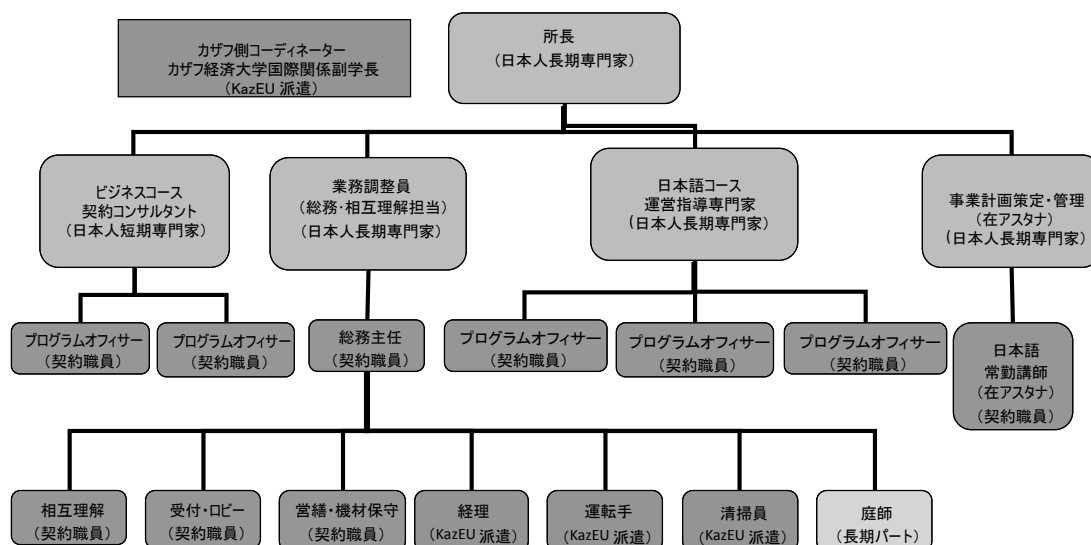 カザフ側コーディネーター
カザフ経済大学国際関係副学長
(KazEU 派遣)
所長
(日本人長期専門家)
ビジネスコース
契約コンサルタント
(日本人短期専門家)
業務調整員
(総務・相互理解担当)
(日本人長期専門家)
日本語コース
運営指導専門家
(日本人長期専門家)
事業計画策定・管理
(在アスタナ)
(日本人長期専門家)
プログラムオフィサー
(契約職員)
プログラムオフィサー
(契約職員)
総務主任
(契約職員)
プログラムオフィサー
(契約職員)
プログラムオフィサー
(契約職員)
プログラムオフィサー
(契約職員)
日本語
常勤講師
(在アスタナ)
(契約職員)
相互理解
(契約職員)
受付・ロビー
(契約職員)
営繕・機材保守
(契約職員)
経理
(KazEU 派遣)
運転手
(KazEU 派遣)
清掃員
(KazEU 派遣)
庭師
(長期パート)